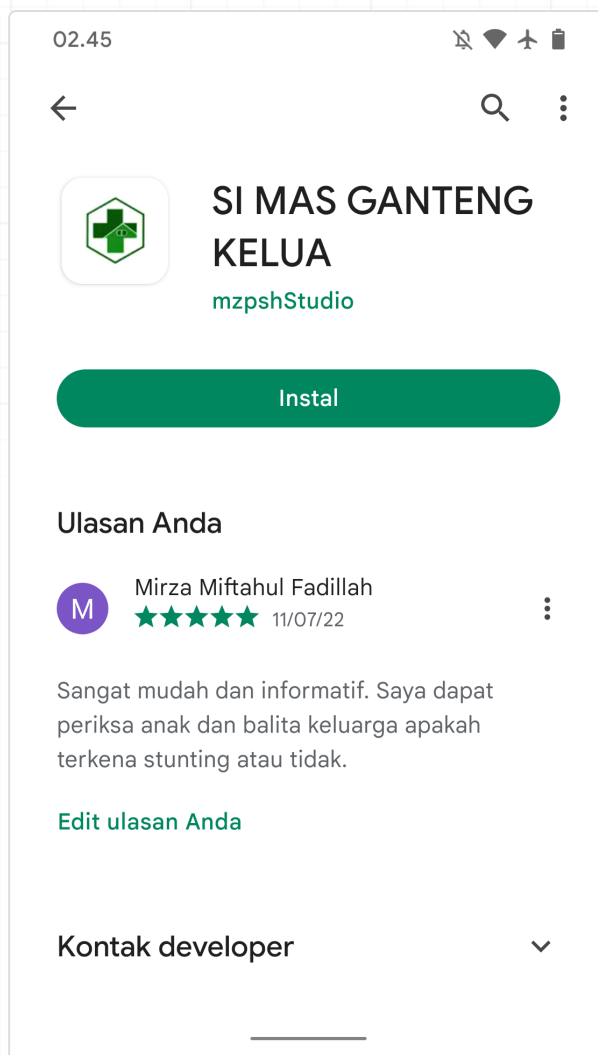 02.45
SI MAS GANTENG
KELUA
mzpshStudio
Instal
Ulasan Anda
M
Mirza Miftahul Fadillah
11/07/22
Sangat mudah dan informatif. Saya dapat
periksa anak dan balita keluarga apakah
terkena stunting atau tidak.
Edit ulasan Anda
Kontak developer